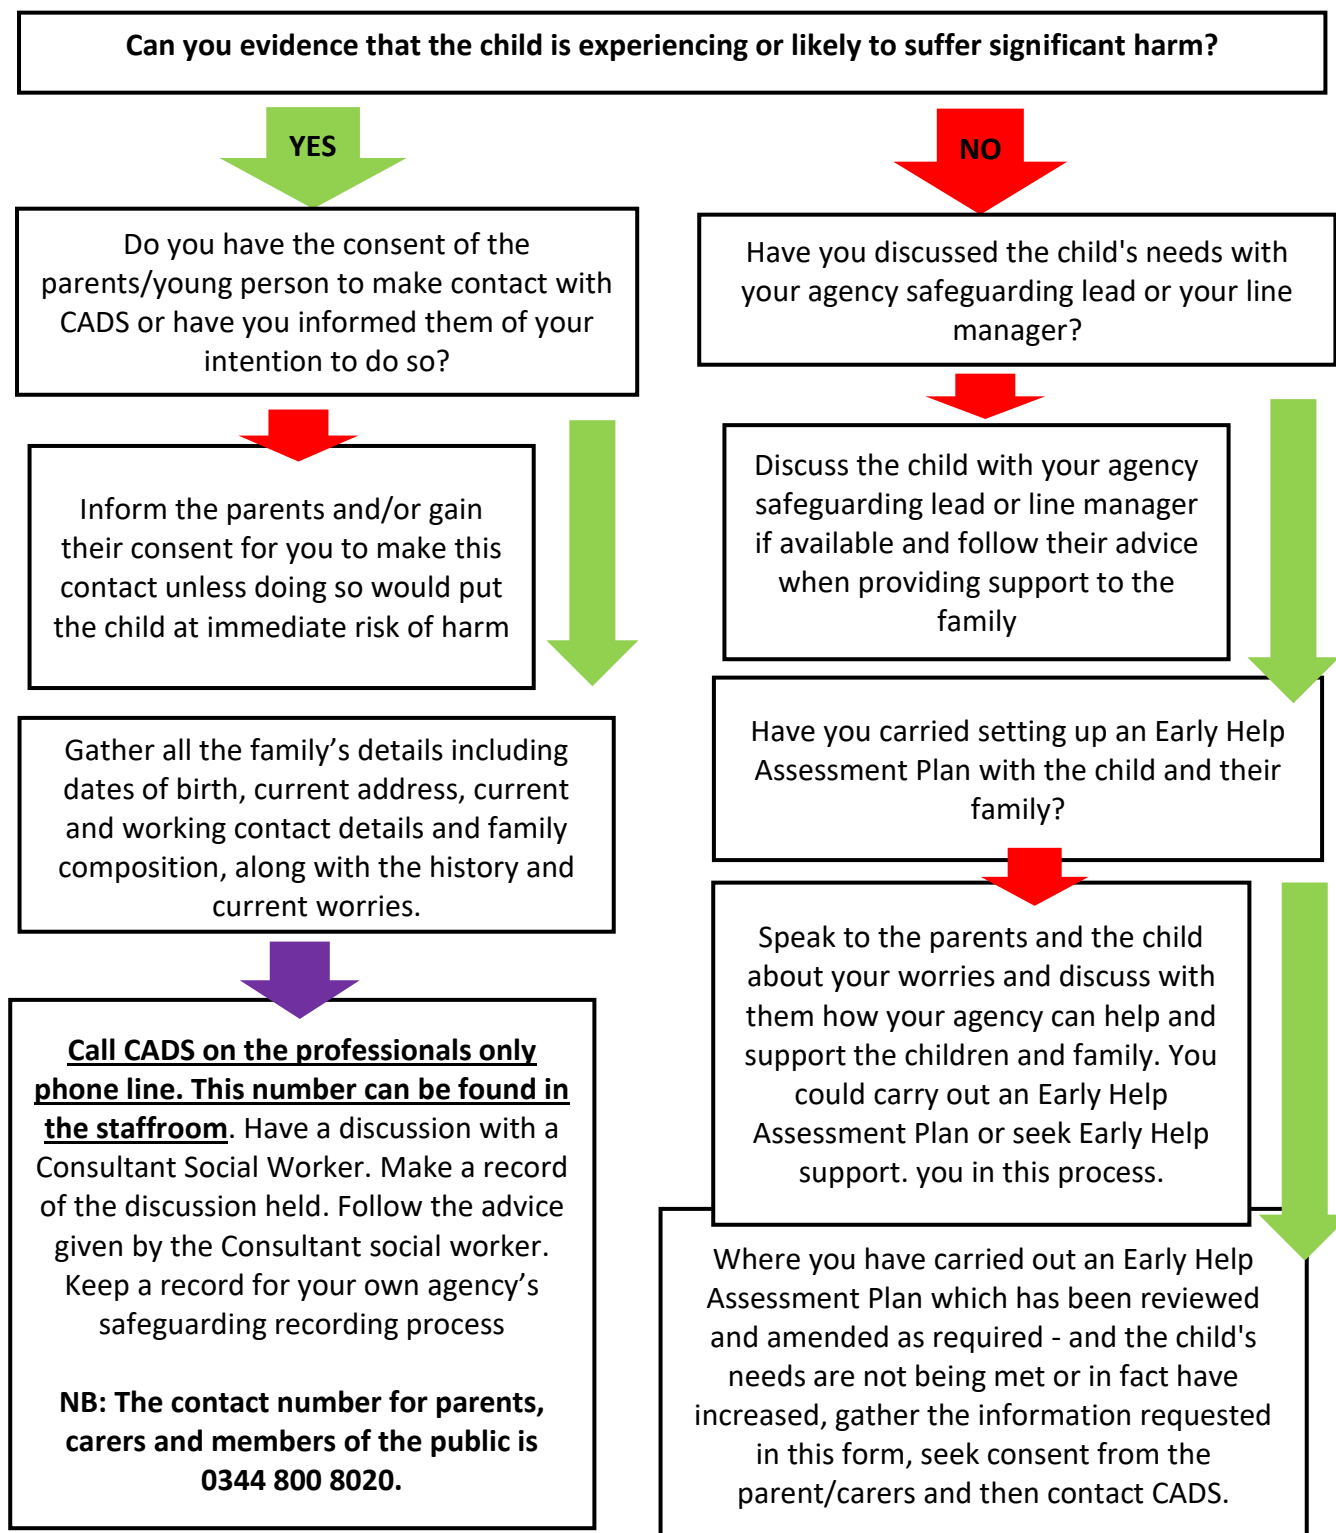 Can you evidence that the child is experiencing or likely to suffer significant harm?
YES
NO
Do you have the consent of the
parents/young person to make contact with
CADS or have you informed them of your
intention to do so?
Inform the parents and/or gain
their consent for you to make this
contact unless doing so would put
the child at immediate risk of harm
Gather all the family’s details including
dates of birth, current address, current
and working contact details and family
composition, along with the history and
current worries.
Call CADS on the professionals only
phone line. This number can be found in
the staffroom. Have a discussion with a
Consultant Social Worker. Make a record
of the discussion held. Follow the advice
given by the Consultant social worker.
Keep a record for your own agency’s
safeguarding recording process
NB: The contact number for parents,
carers and members of the public is
0344 800 8020.
Have you discussed the child's needs with
your agency safeguarding lead or your line
manager?
Discuss the child with your agency
safeguarding lead or line manager
if available and follow their advice
when providing support to the
family
Have you carried setting up an Early Help
Assessment Plan with the child and their
family?
Speak to the parents and the child
about your worries and discuss with
them how your agency can help and
support the children and family. You
could carry out an Early Help
Assessment Plan or seek Early Help
support. you in this process.
Where you have carried out an Early Help
Assessment Plan which has been reviewed
and amended as required - and the child's
needs are not being met or in fact have
increased, gather the information requested
in this form, seek consent from the
parent/carers and then contact CADS.